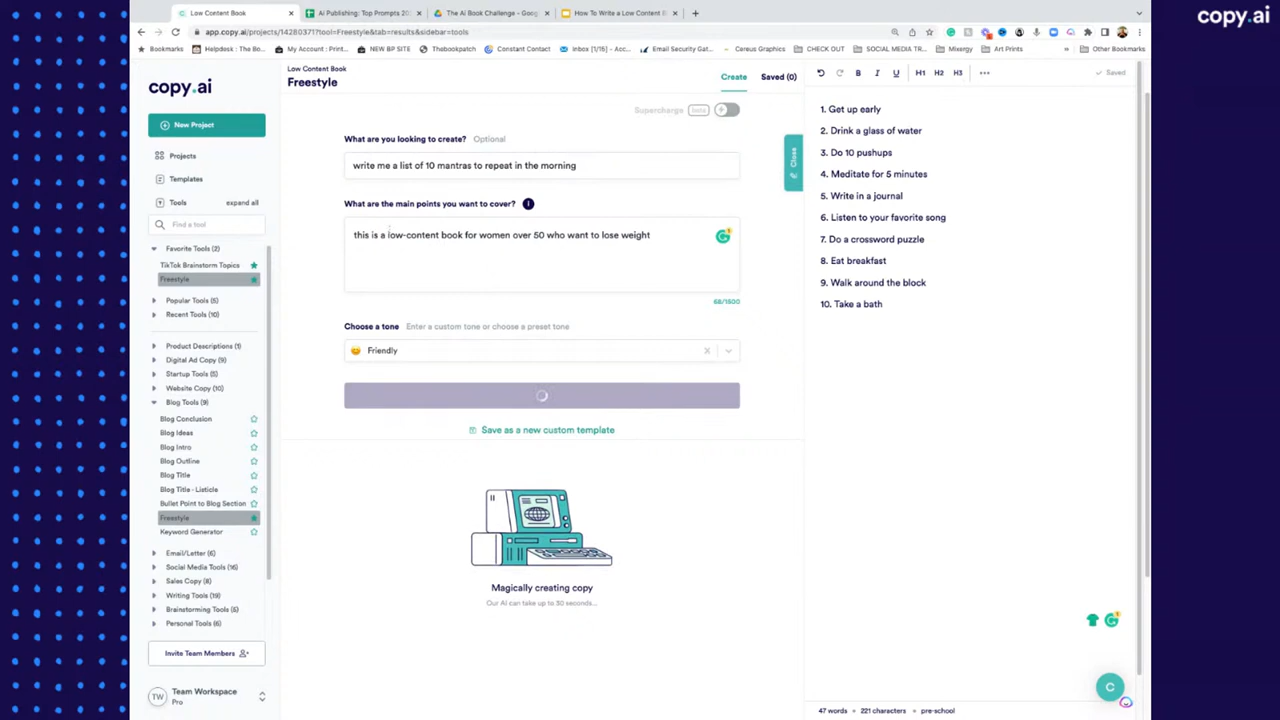 copy.ai
Low Content Book
AI Publishing: Top Prompts 20
The AI Book Challenge - Goog
How To Write a Low Content B
app.copy.ai/projects/14280371?tool=Freestyle&tab=results&sidebar=tools
Bookmarks
Helpdesk : The Bo...
My Account : Print...
NEW BP SITE
Thebookpatch
Constant Contact
Inbox [1/15] -
Email Security Gat...
Cereus Graphics
CHECK OUT
SOCIAL MEDIA TR...
Mixergy
Art Prints
Other Bookmarks
copy.ai
New Project
Projects
Templates
Tools
expand all
Find a tool
Favorite Tools (2)
TikTok Brainstorm Topics
Freestyle
Popular Tools (5)
Recent Tools (10)
Product Descriptions (1)
Digital Ad Copy (9)
Startup Tools (5)
Website Copy (10)
Blog Tools (9)
Blog Conclusion
Blog Ideas
Blog Intro
Blog Outline
Blog Title
Blog Title - Listicle
Bullet Point to Blog Section
Freestyle
Keyword Generator
Email/Letter (6)
Social Media Tools (16)
Sales Copy (8)
Writing Tools (19)
Brainstorming Tools (5)
Personal Tools (6)
Invite Team Members
TW
Team Workspace
Pro
Low Content Book
Freestyle
Create
Saved (0)
Supercharge
beta
What are you looking to create? Optional
write me a list of 10 mantras to repeat in the morning
What are the main points you want to cover?
this is a low-content book for women over 50 who want to lose weight
68/1500
Choose a tone Enter a custom tone or choose a preset tone
Friendly
Save as a new custom template
Magically creating copy
Our AI can take up to 30 seconds...
Close
B I U H1 H2 H3
Saved
1. Get up early
2. Drink a glass of water
3. Do 10 pushups
4. Meditate for 5 minutes
5. Write in a journal
6. Listen to your favorite song
7. Do a crossword puzzle
8. Eat breakfast
9. Walk around the block
10. Take a bath
C
47 words 221 characters pre-school